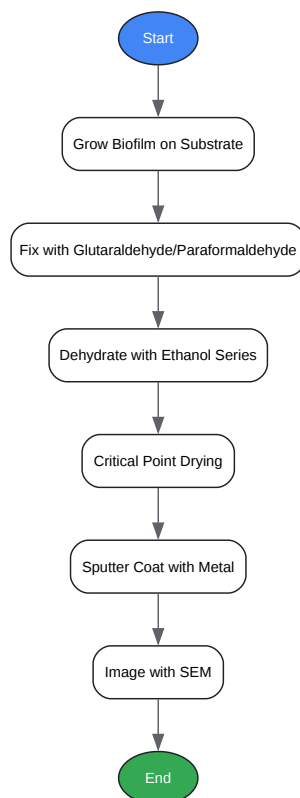 Start
Grow Biofilm on Substrate
Fix with Glutaraldehyde/Paraformaldehyde
Dehydrate with Ethanol Series
Critical Point Drying
Sputter Coat with Metal
Image with SEM
End